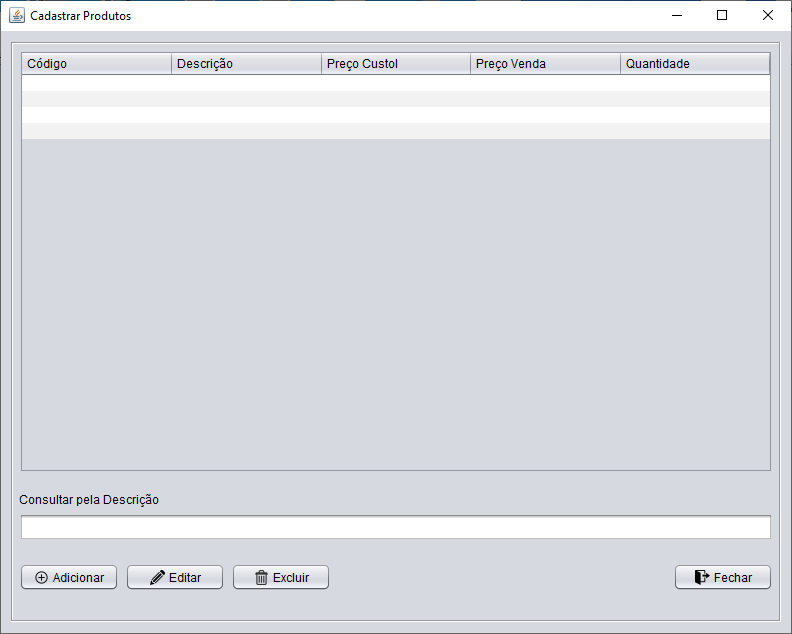 Cadastrar Produtos
Código Descrição Preço Custol Preço Venda Quantidade
Consultar pela Descrição
Adicionar Editar Excluir Fechar